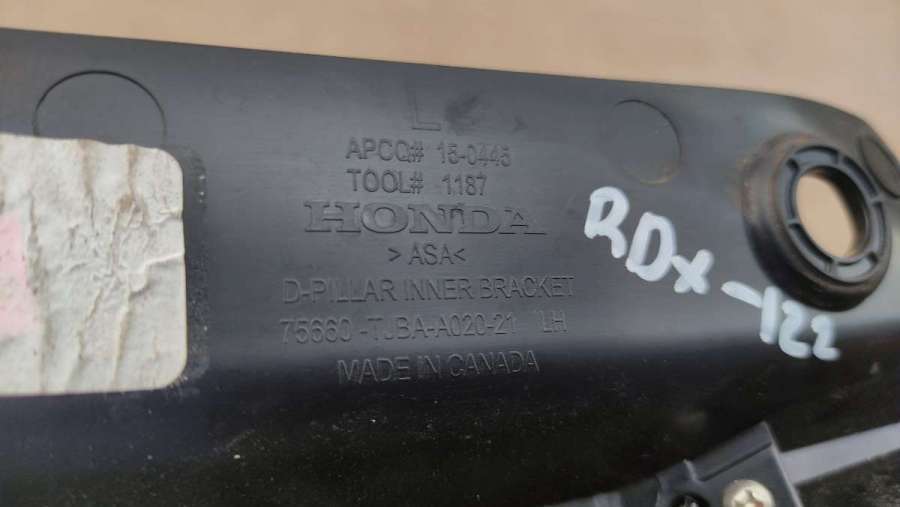 L
APCQ# 15-0445
TOOL# 1187
HONDA
>ASA<
D-PILLAR INNER BRACKET
75660-TJBA-A020-21 LH
MADE IN CANADA
RDX-122